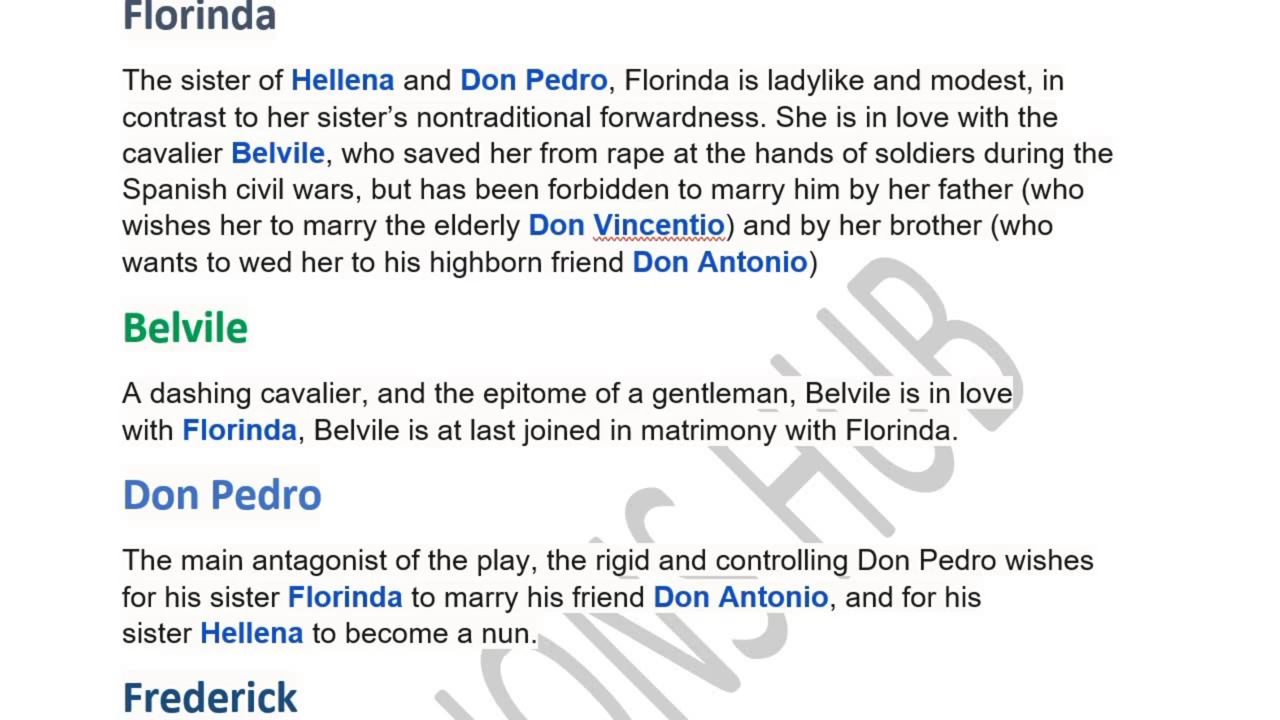 Florinda
The sister of Hellena and Don Pedro, Florinda is ladylike and modest, in
contrast to her sister’s nontraditional forwardness. She is in love with the
cavalier Belvile, who saved her from rape at the hands of soldiers during the
Spanish civil wars, but has been forbidden to marry him by her father (who
wishes her to marry the elderly Don Vincentio) and by her brother (who
wants to wed her to his highborn friend Don Antonio)
Belvile
A dashing cavalier, and the epitome of a gentleman, Belvile is in love
with Florinda, Belvile is at last joined in matrimony with Florinda.
Don Pedro
The main antagonist of the play, the rigid and controlling Don Pedro wishes
for his sister Florinda to marry his friend Don Antonio, and for his
sister Hellena to become a nun.
Frederick
HUB